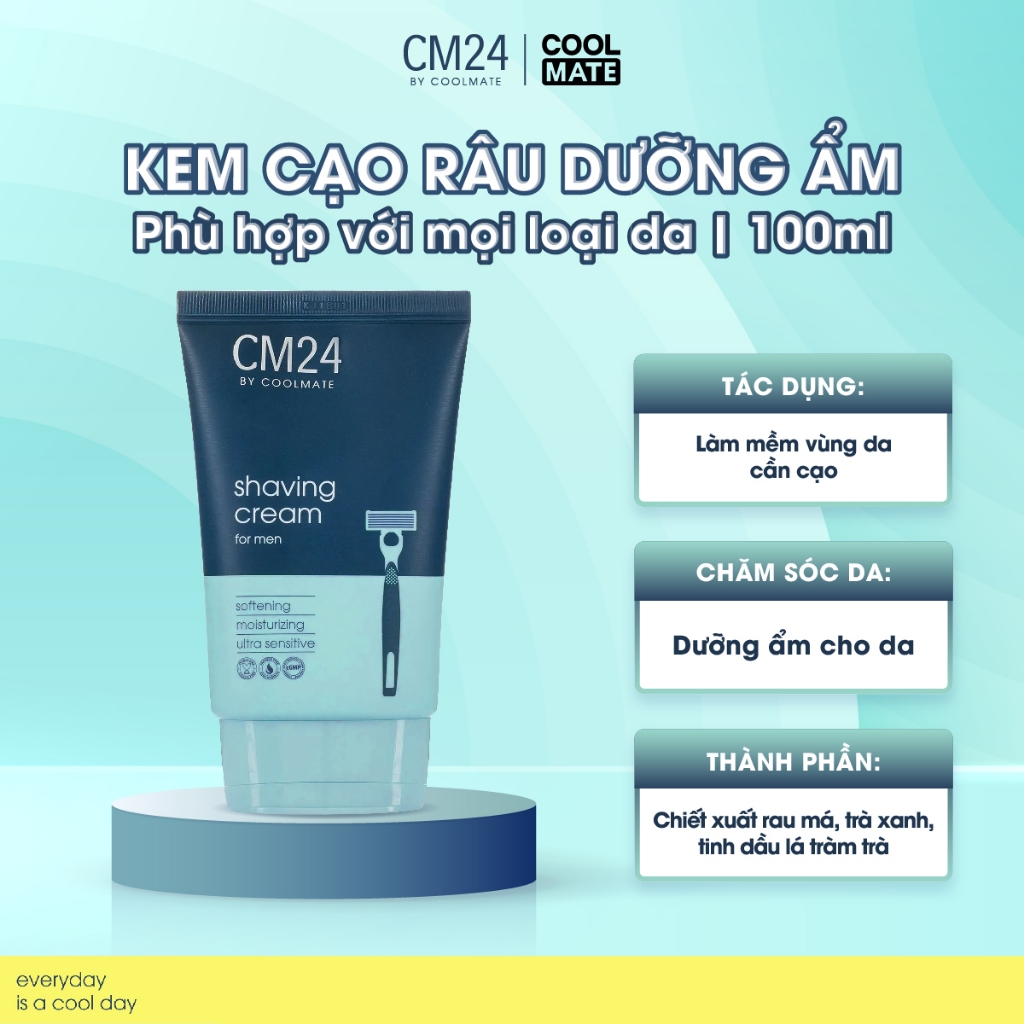 CM24
BY COOLMATE
COOL
MATE
KEM CẠO RÂU DƯỠNG ẨM
Phù hợp với mọi loại da | 100ml
CM24
BY COOLMATE
shaving
cream
for men
softening
moisturizing
ultra sensitive
cGMP
TÁC DỤNG:
Làm mềm vùng da
cần cạo
CHĂM SÓC DA:
Dưỡng ẩm cho da
THÀNH PHẦN:
Chiết xuất rau má, trà xanh,
tinh dầu lá tràm trà
everyday
is a cool day